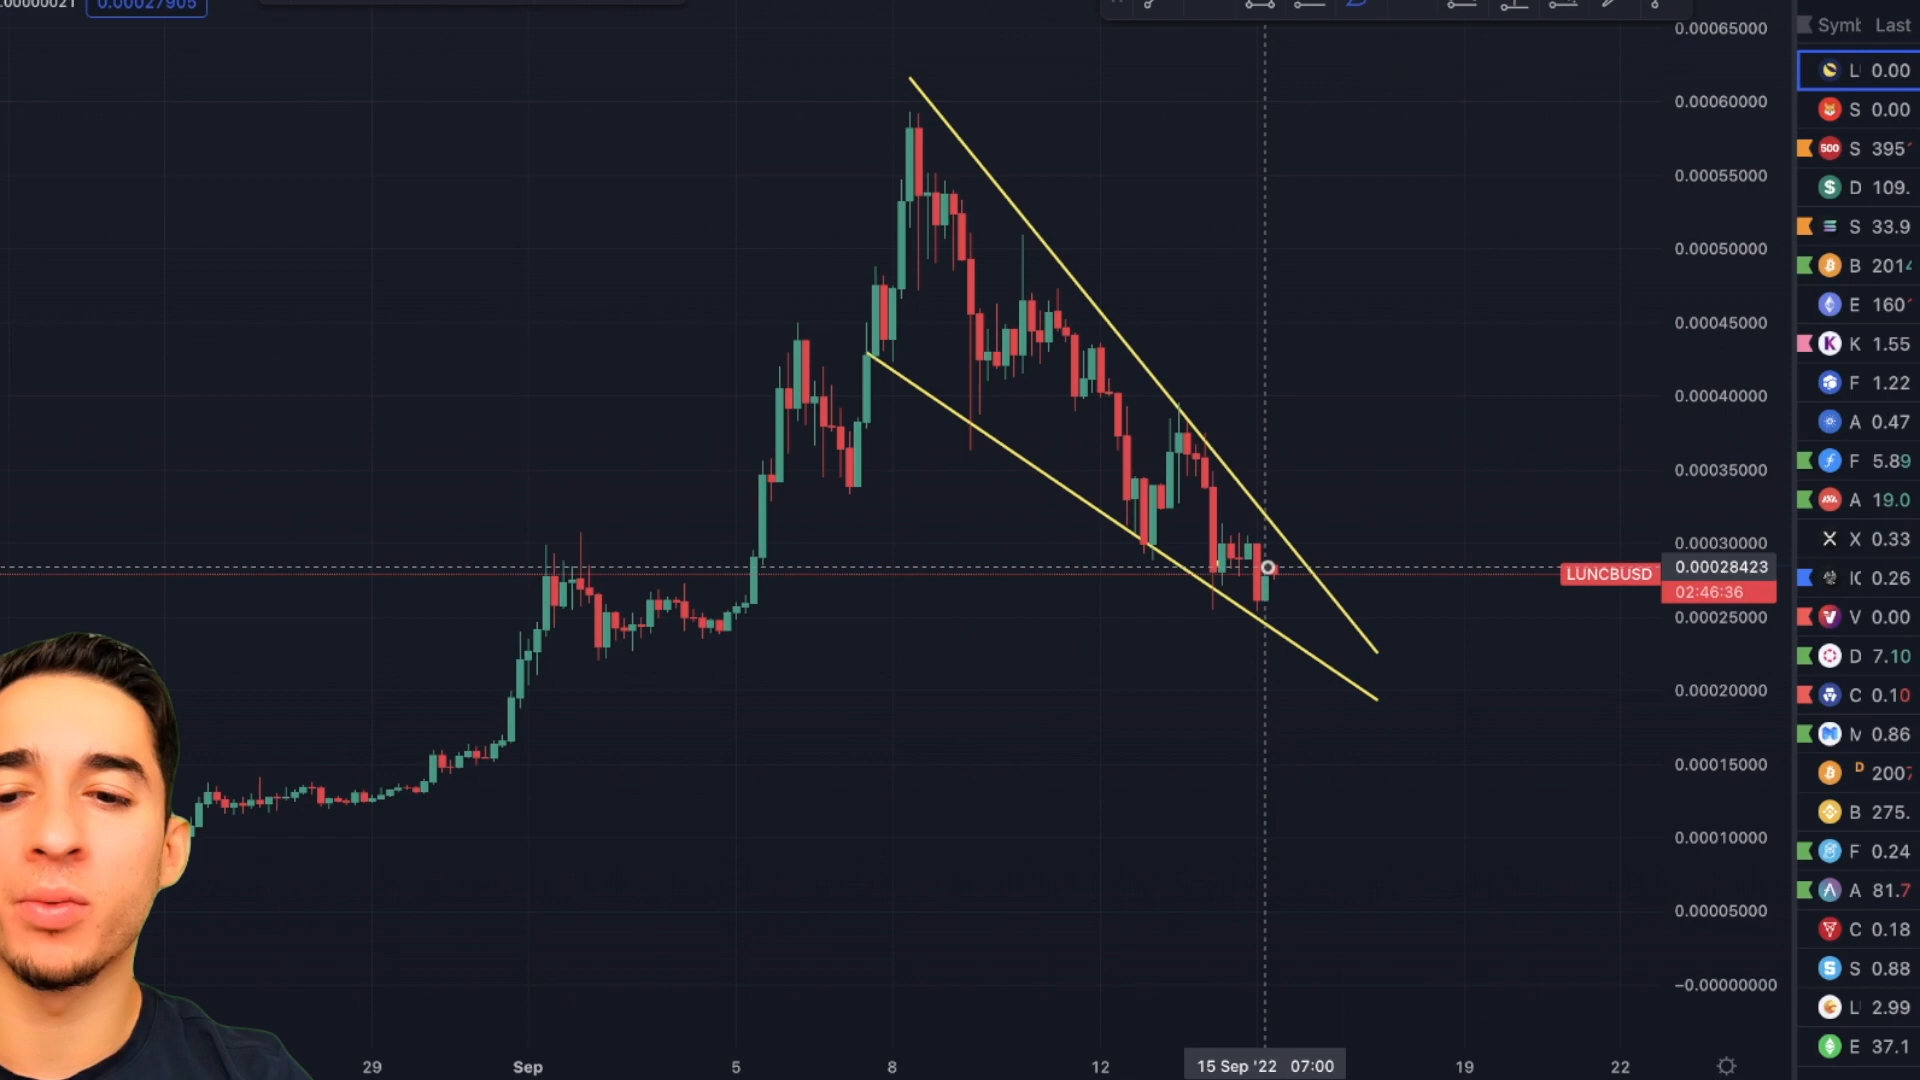 0.00027905
0.00065000
0.00060000
0.00055000
0.00050000
0.00045000
0.00040000
0.00035000
0.00030000
LUNCBUSD
0.00028423
02:46:36
0.00025000
0.00020000
0.00015000
0.00010000
0.00005000
−0.00000000
29 Sep 5 8 12 15 Sep '22 07:00 19 22
Last
L 0.00
S 0.00
500 S 395
D 109.
S 33.9
B 201
E 160
K 1.55
F 1.22
A 0.47
F 5.89
A 19.0
X 0.33
0.26
V 0.00
D 7.10
C 0.10
M 0.86
D 200
B 275.
F 0.24
A 81.7
C 0.18
S 0.88
L 2.99
E 37.1